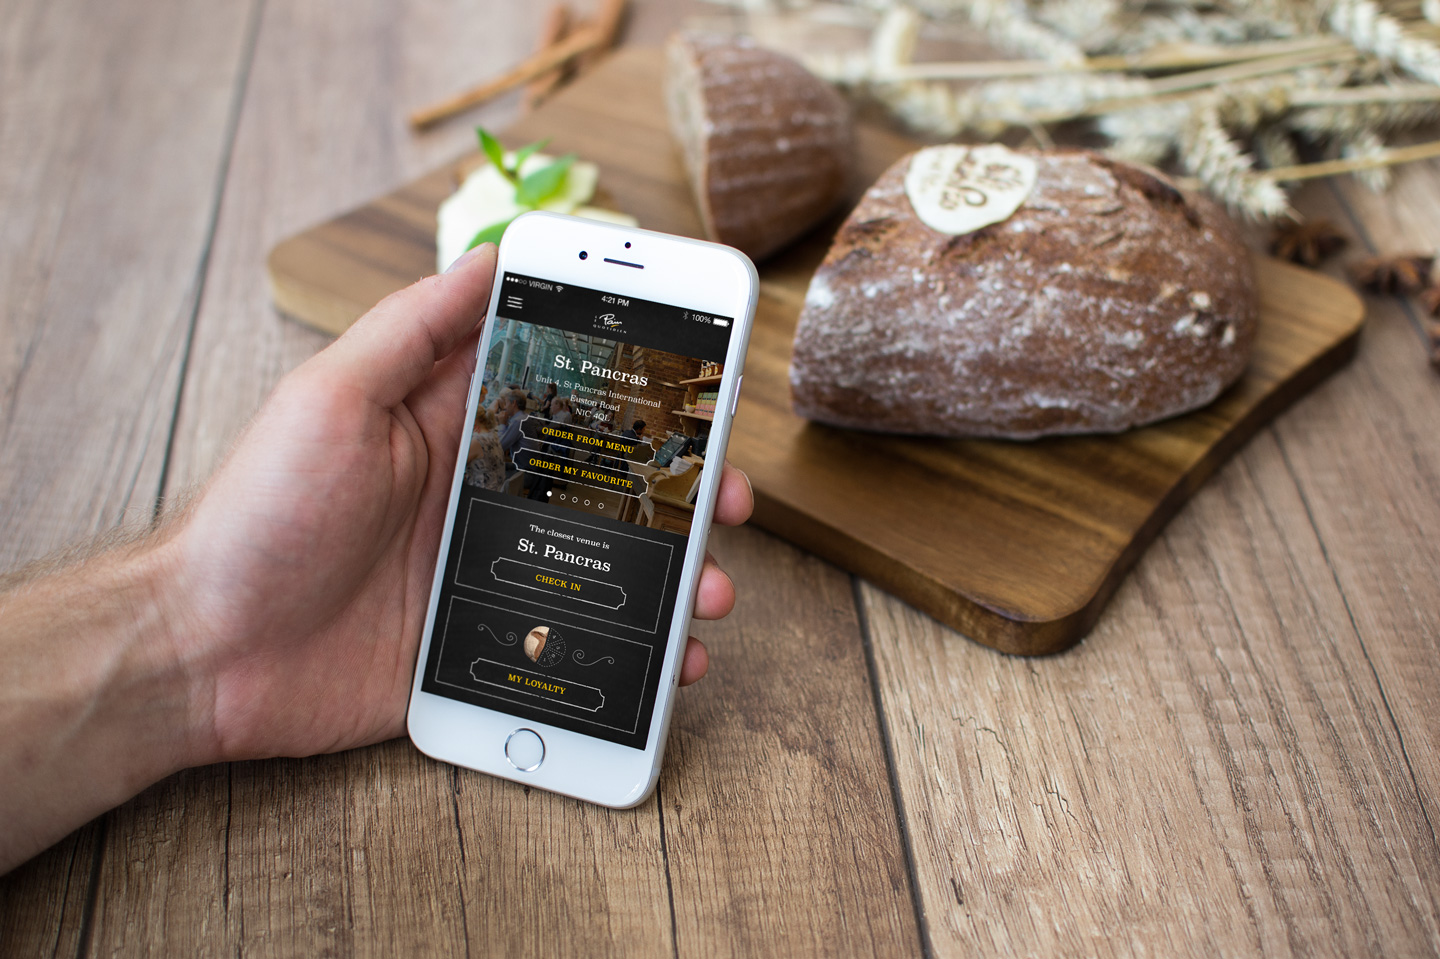 VIRGIN
4:21 PM
100%
Pain
QUOTIDIEN
St. Pancras
Unit 4, St Pancras International
Euston Road
N1C 4QL
ORDER FROM MENU
ORDER MY FAVOURITE
The closest venue is
St. Pancras
CHECK IN
MY LOYALTY